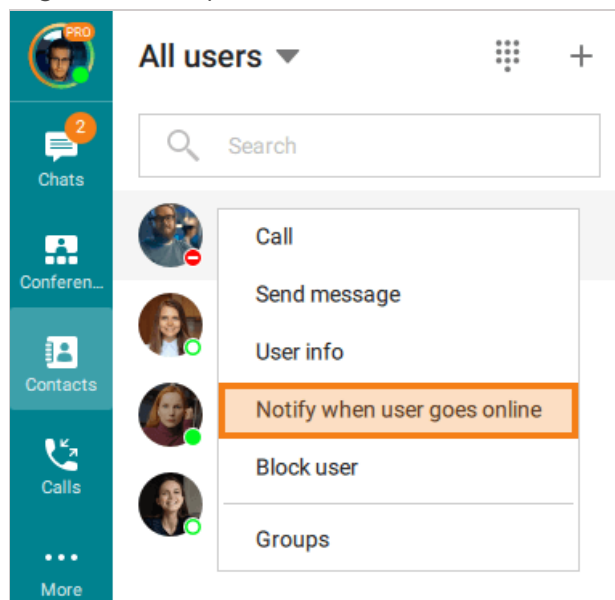 PRO
All users
2
Search
Chats
Call
Conferen...
Send message
User info
Contacts
Notify when user goes online
Block user
Calls
Groups
More